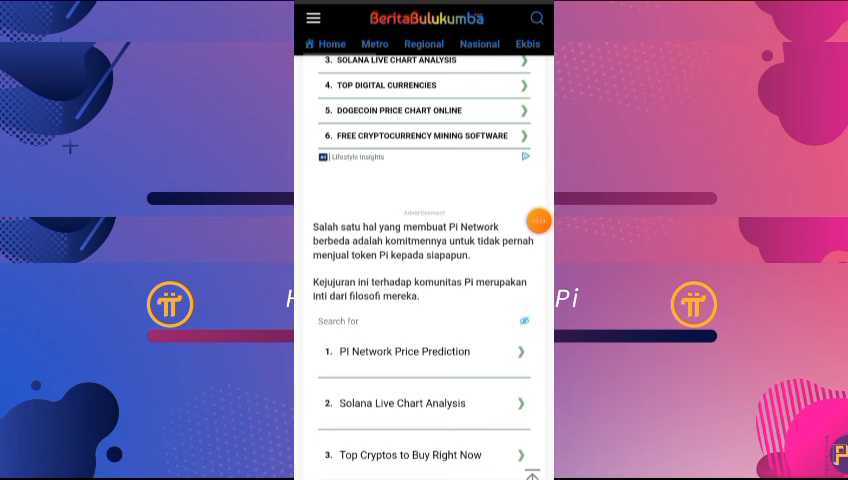 BeritaBulukumba
Home Metro Regional Nasional Ekbis
3. SOLANA LIVE CHART ANALYSIS
4. TOP DIGITAL CURRENCIES
5. DOGECOIN PRICE CHART ONLINE
6. FREE CRYPTOCURRENCY MINING SOFTWARE
Ad | Lifestyle Insights
Advertisement
Salah satu hal yang membuat Pi Network
berbeda adalah komitmennya untuk tidak pernah
menjual token Pi kepada siapapun.
Kejujuran ini terhadap komunitas Pi merupakan
inti dari filosofi mereka.
H
Pi
Search for
1. PI Network Price Prediction
2. Solana Live Chart Analysis
3. Top Cryptos to Buy Right Now